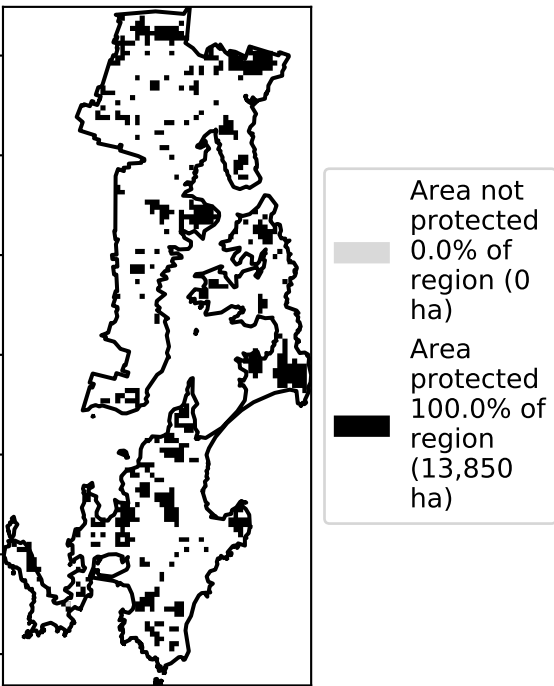 Area not
protected
0.0% of
region (0
ha)
Area
protected
100.0% of
region
(13,850
ha)